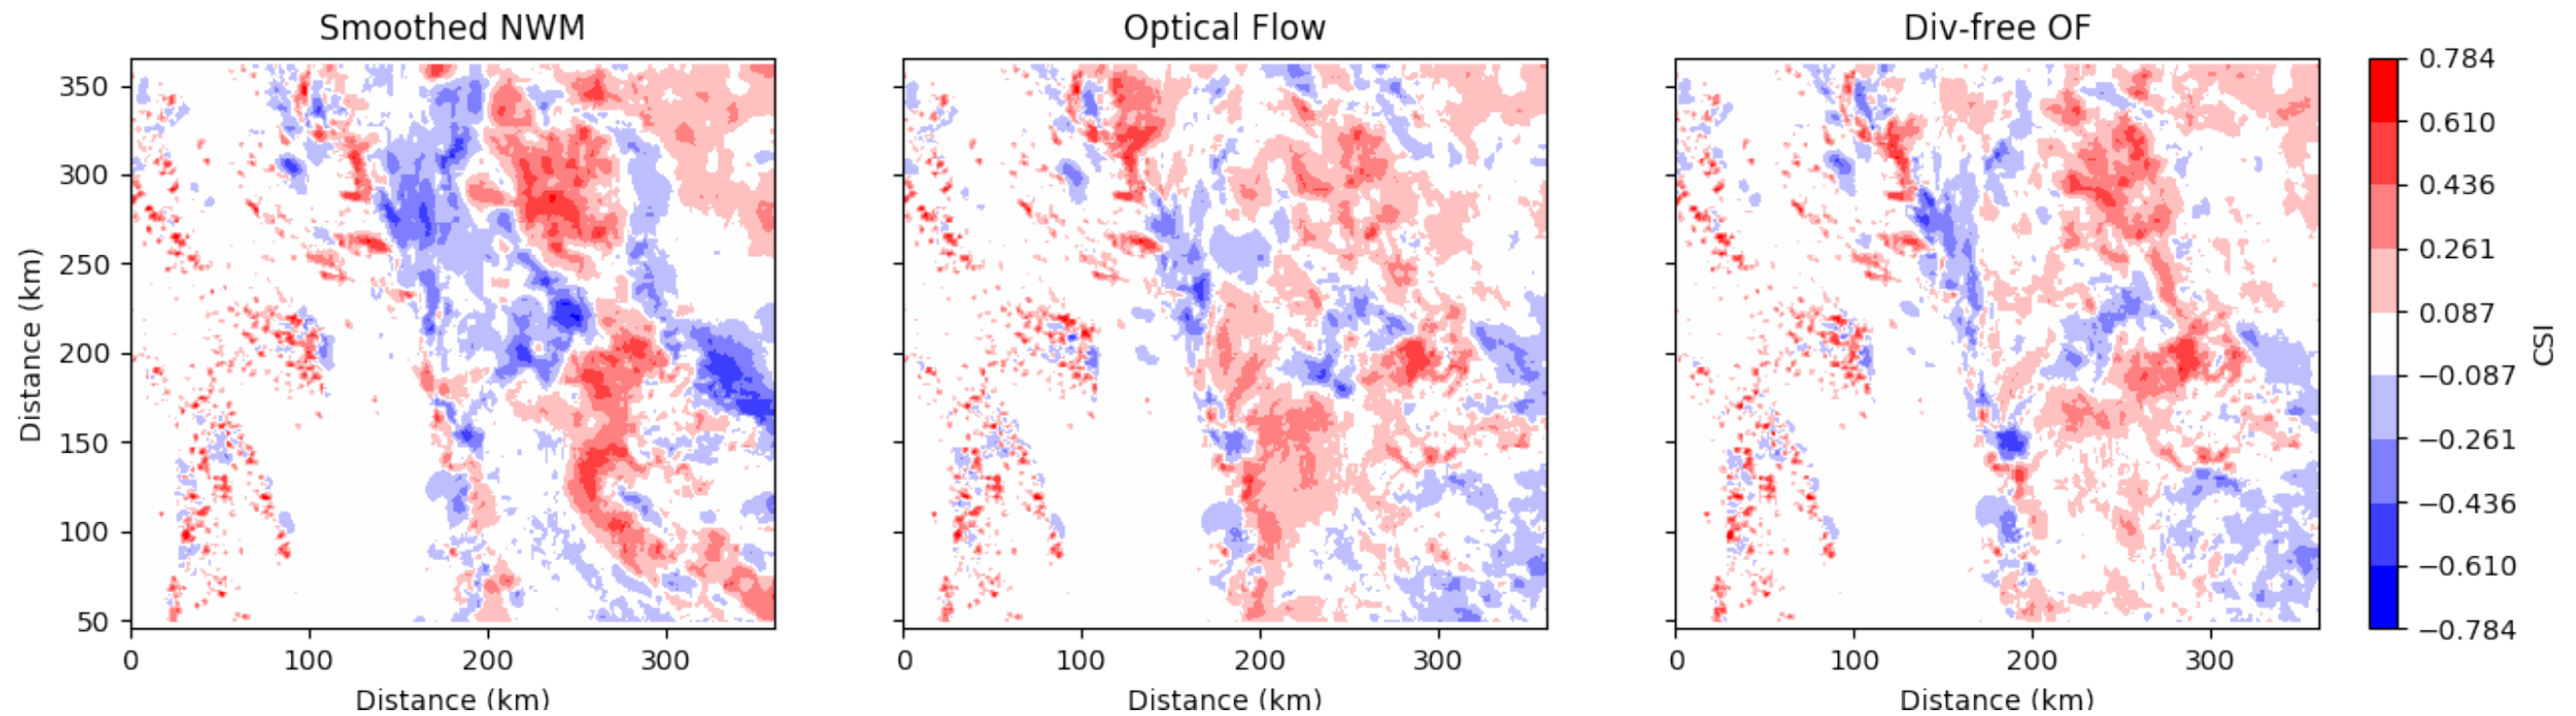 Smoothed NWM
Optical Flow
Div-free OF
350
300
250
200
150
100
50
Distance (km)
0 100 200 300
Distance (km)
0 100 200 300
Distance (km)
0 100 200 300
Distance (km)
0.784
0.610
0.436
0.261
0.087
−0.087
−0.261
−0.436
−0.610
−0.784
CSI